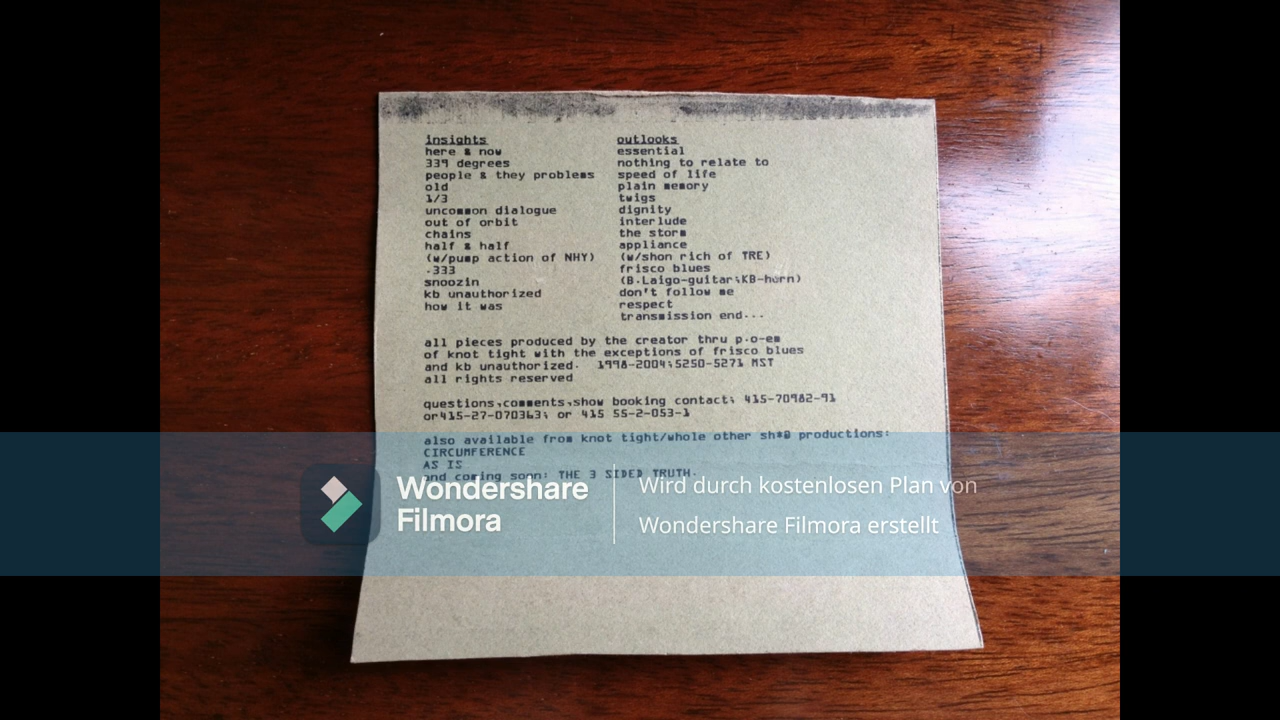 insights
here & now
339 degrees
people & they problems
old
1/3
uncommon dialogue
out of orbit
chains
half & half
(w/pump action of NHY)
.333
snoozin
kb unauthorized
how it was
outlooks
essential
nothing to relate to
speed of life
plain memory
twigs
dignity
interlude
the storm
appliance
(w/shon rich of TRE)
frisco blues
(B.Laigo-guitar;KB-horn)
don't follow me
respect
transmission end...
all pieces produced by the creator thru p.o-em
of knot tight with the exceptions of frisco blues
and kb unauthorized. 1998-2004;5250-5271 MST
all rights reserved
questions,comments,show booking contact; 415-70982-91
or415-27-070363; or 415 55-2-053-1
also available from knot tight/whole other sh*@ productions:
CIRCUMFERENCE
AS IS
and coming soon: THE 3 SIDED TRUTH.
Wondershare
Filmora
Wird durch kostenlosen Plan von
Wondershare Filmora erstellt